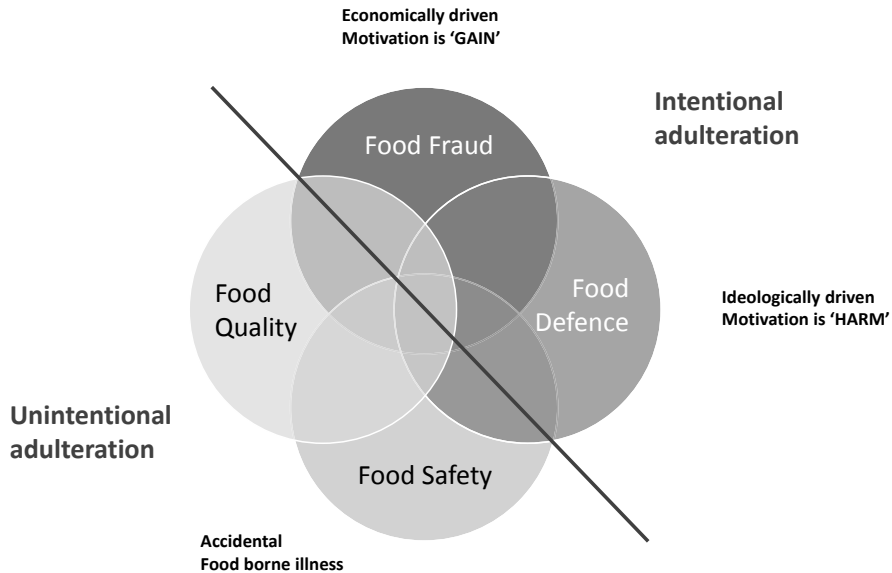 Economically driven
Motivation is ‘GAIN’
Intentional
adulteration
Food Fraud
Food
Quality
Food
Defence
Ideologically driven
Motivation is ‘HARM’
Unintentional
adulteration
Food Safety
Accidental
Food borne illness